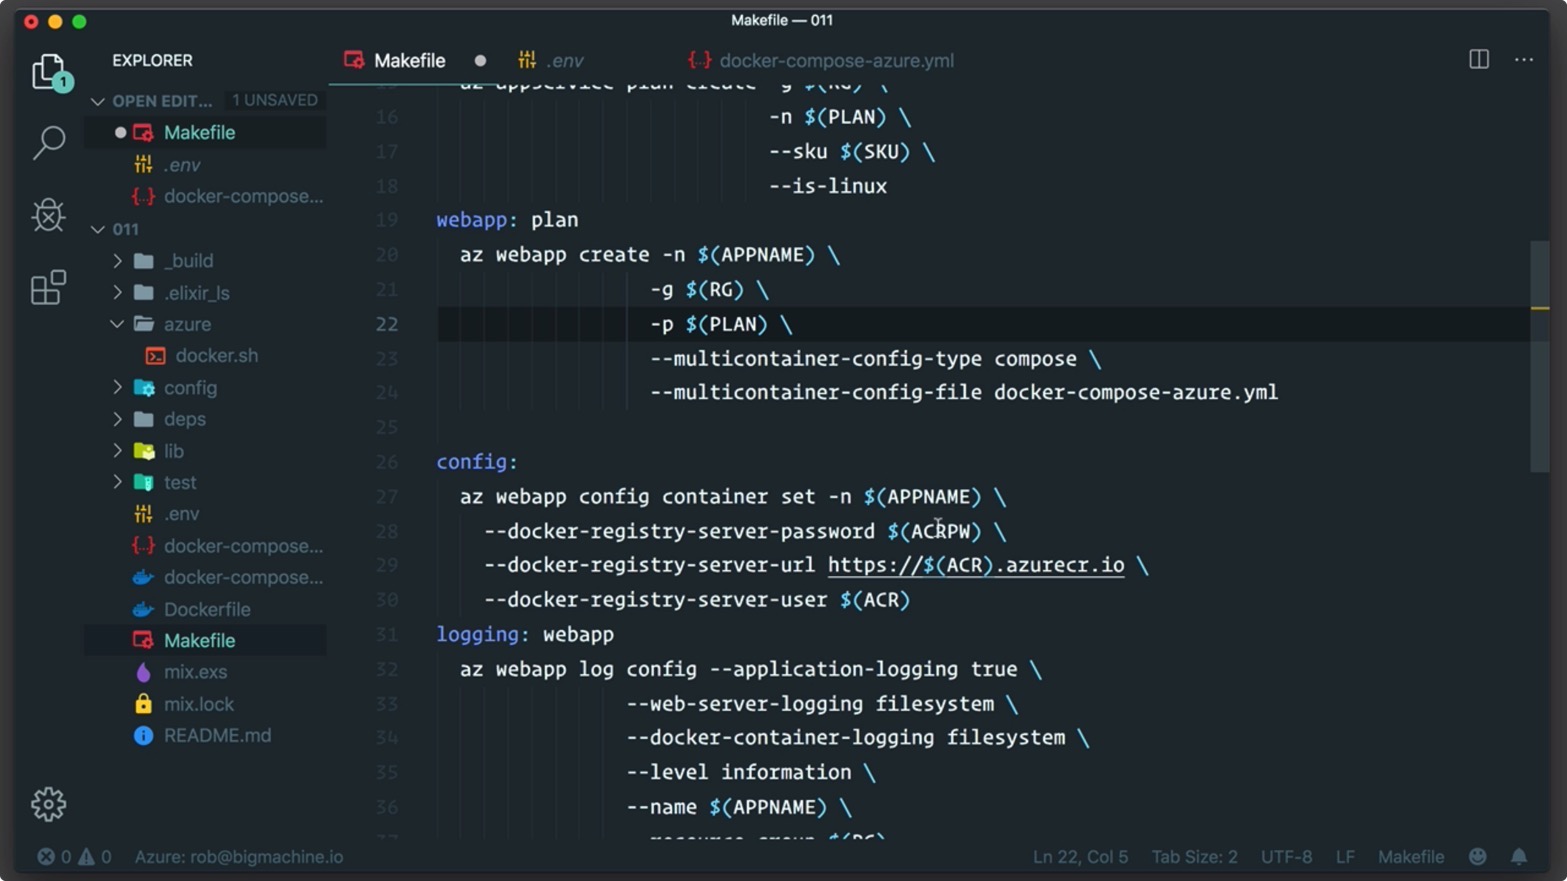 Makefile — 011
EXPLORER
Makefile
.env
docker-compose-azure.yml
1
OPEN EDIT... 1 UNSAVED
Makefile
.env
docker-compose...
011
_build
.elixir_ls
azure
docker.sh
config
deps
lib
test
.env
docker-compose...
docker-compose...
Dockerfile
Makefile
mix.exs
mix.lock
README.md
az appservice plan create -g $(RG) \
16 -n $(PLAN) \
17 --sku $(SKU) \
18 --is-linux
19 webapp: plan
20 az webapp create -n $(APPNAME) \
21 -g $(RG) \
22 -p $(PLAN) \
23 --multicontainer-config-type compose \
24 --multicontainer-config-file docker-compose-azure.yml
25
26 config:
27 az webapp config container set -n $(APPNAME) \
28 --docker-registry-server-password $(ACRPW) \
29 --docker-registry-server-url https://$(ACR).azurecr.io \
30 --docker-registry-server-user $(ACR)
31 logging: webapp
32 az webapp log config --application-logging true \
33 --web-server-logging filesystem \
34 --docker-container-logging filesystem \
35 --level information \
36 --name $(APPNAME) \
0 0 Azure: rob@bigmachine.io Ln 22, Col 5 Tab Size: 2 UTF-8 LF Makefile